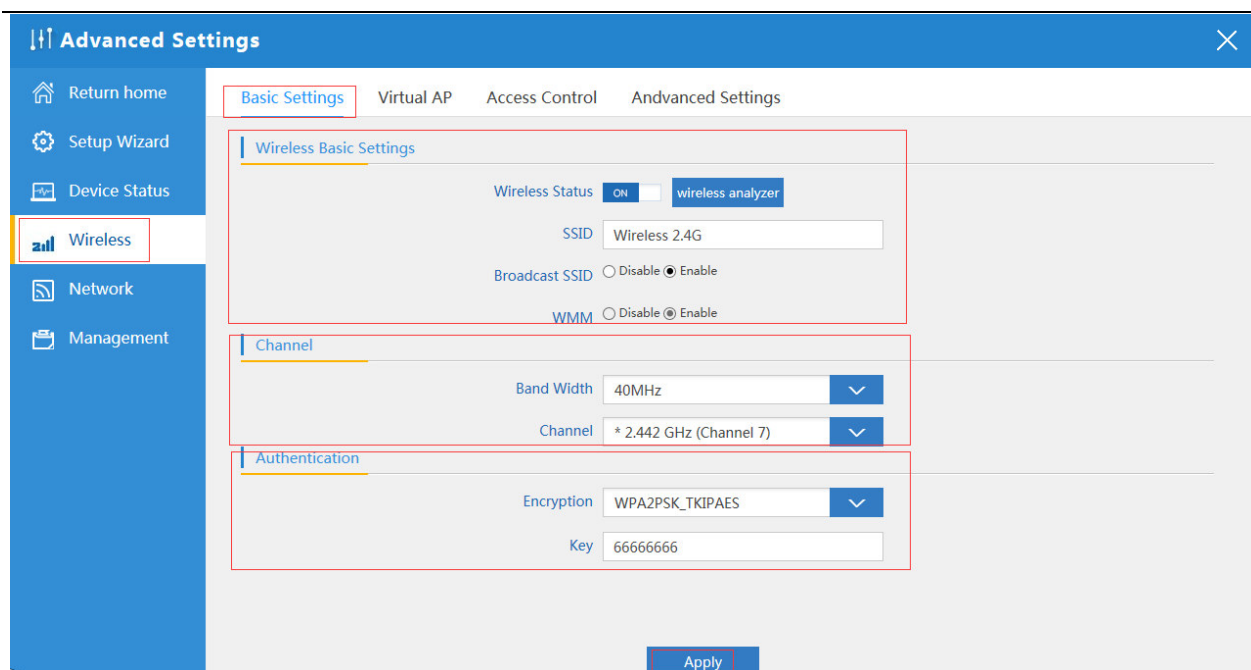 Advanced Settings
Return home
Setup Wizard
Device Status
Wireless
Network
Management
Basic Settings Virtual AP Access Control Andvanced Settings
Wireless Basic Settings
Wireless Status ON wireless analyzer
SSID Wireless 2.4G
Broadcast SSID Disable Enable
WMM Disable Enable
Channel
Band Width 40MHz
Channel * 2.442 GHz (Channel 7)
Authentication
Encryption WPA2PSK_TKIPAES
Key 66666666
Apply